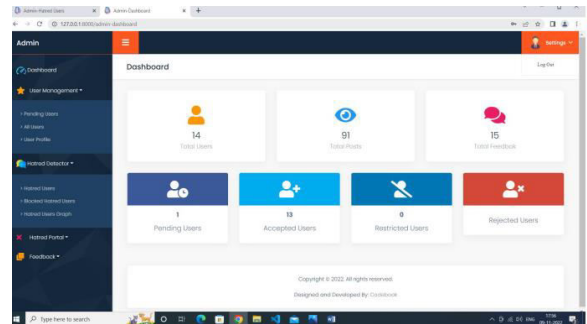 Admin Hatred Users
Admin Dashboard
127.0.0.1:8000/admin-dashboard
Admin
Settings
Log Out
Dashboard
Dashboard
User Management
> Pending Users
> All Users
> User Profile
Hatred Detector
> Hatred Users
> Blocked Hatred Users
> Hatred Users Graph
Hatred Portal
Feedback
14
Total Users
91
Total Posts
15
Total Feedback
1
Pending Users
13
Accepted Users
0
Restricted Users
Rejected Users
Copyright © 2022. All rights reserved.
Designed and Developed By:
Type here to search
ENG
17:56